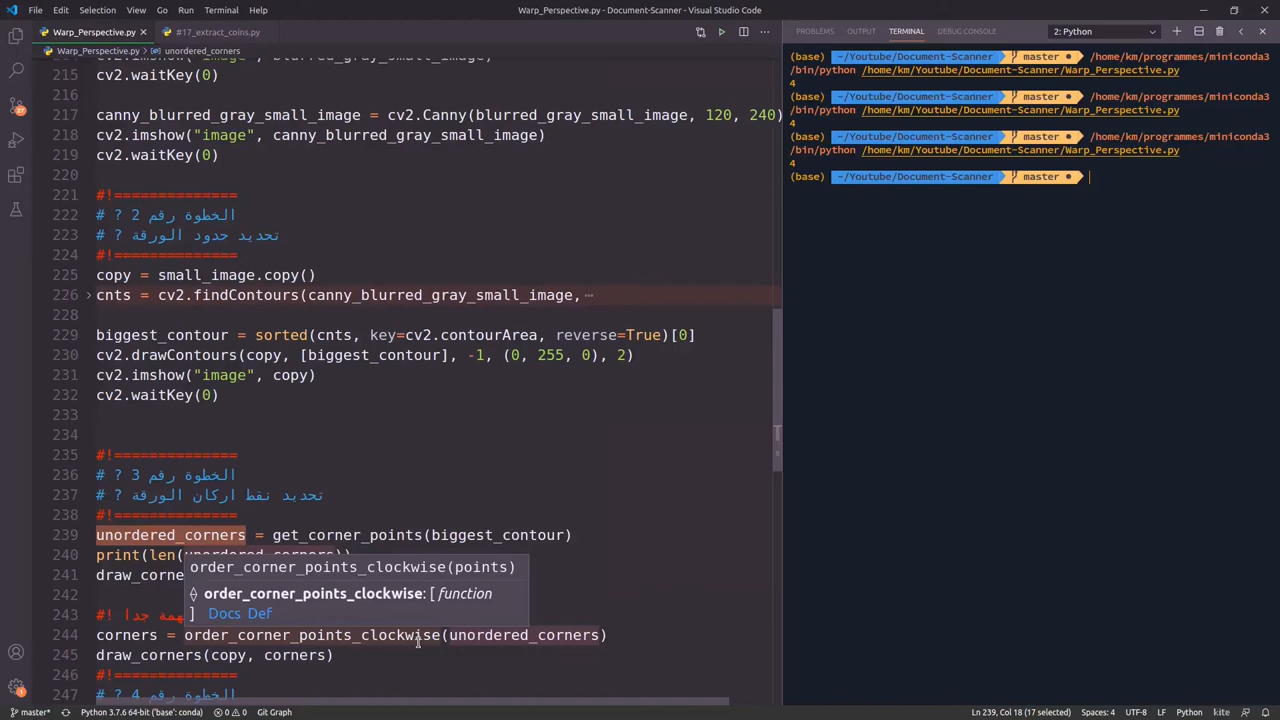 File Edit Selection View Go Run Terminal Help
Warp_Perspective.py - Document-Scanner - Visual Studio Code
Warp_Perspective.py #17_extract_coins.py
Warp_Perspective.py > unordered_corners
215 cv2.waitKey(0)
216
217 canny_blurred_gray_small_image = cv2.Canny(blurred_gray_small_image, 120, 240)
218 cv2.imshow("image", canny_blurred_gray_small_image)
219 cv2.waitKey(0)
220
221 #!==============
222 # ? الخطوة رقم 2
223 # ? تحديد حدود الورقة
224 #!==============
225 copy = small_image.copy()
226 cnts = cv2.findContours(canny_blurred_gray_small_image, ⋯
228
229 biggest_contour = sorted(cnts, key=cv2.contourArea, reverse=True)[0]
230 cv2.drawContours(copy, [biggest_contour], -1, (0, 255, 0), 2)
231 cv2.imshow("image", copy)
232 cv2.waitKey(0)
233
234
235 #!==============
236 # ? الخطوة رقم 3
237 # ? تحديد نقط اركان الورقة
238 #!==============
239 unordered_corners = get_corner_points(biggest_contour)
240 print(len(unordered_corners))
241 draw_corne
order_corner_points_clockwise(points)
order_corner_points_clockwise: [ function
]
Docs Def
243 #! همة جدا
244 corners = order_corner_points_clockwise(unordered_corners)
245 draw_corners(copy, corners)
246 #!==============
247 # ? الخطوة رقم 4
PROBLEMS OUTPUT TERMINAL DEBUG CONSOLE 2: Python
(base) ~/Youtube/Document-Scanner master ● /home/km/programmes/miniconda3
/bin/python /home/km/Youtube/Document-Scanner/Warp_Perspective.py
4
(base) ~/Youtube/Document-Scanner master ● /home/km/programmes/miniconda3
/bin/python /home/km/Youtube/Document-Scanner/Warp_Perspective.py
4
(base) ~/Youtube/Document-Scanner master ● /home/km/programmes/miniconda3
/bin/python /home/km/Youtube/Document-Scanner/Warp_Perspective.py
4
(base) ~/Youtube/Document-Scanner master ●
master* Python 3.7.6 64-bit ('base': conda) 0 0 Git Graph
Ln 239, Col 18 (17 selected) Spaces: 4 UTF-8 LF Python kite